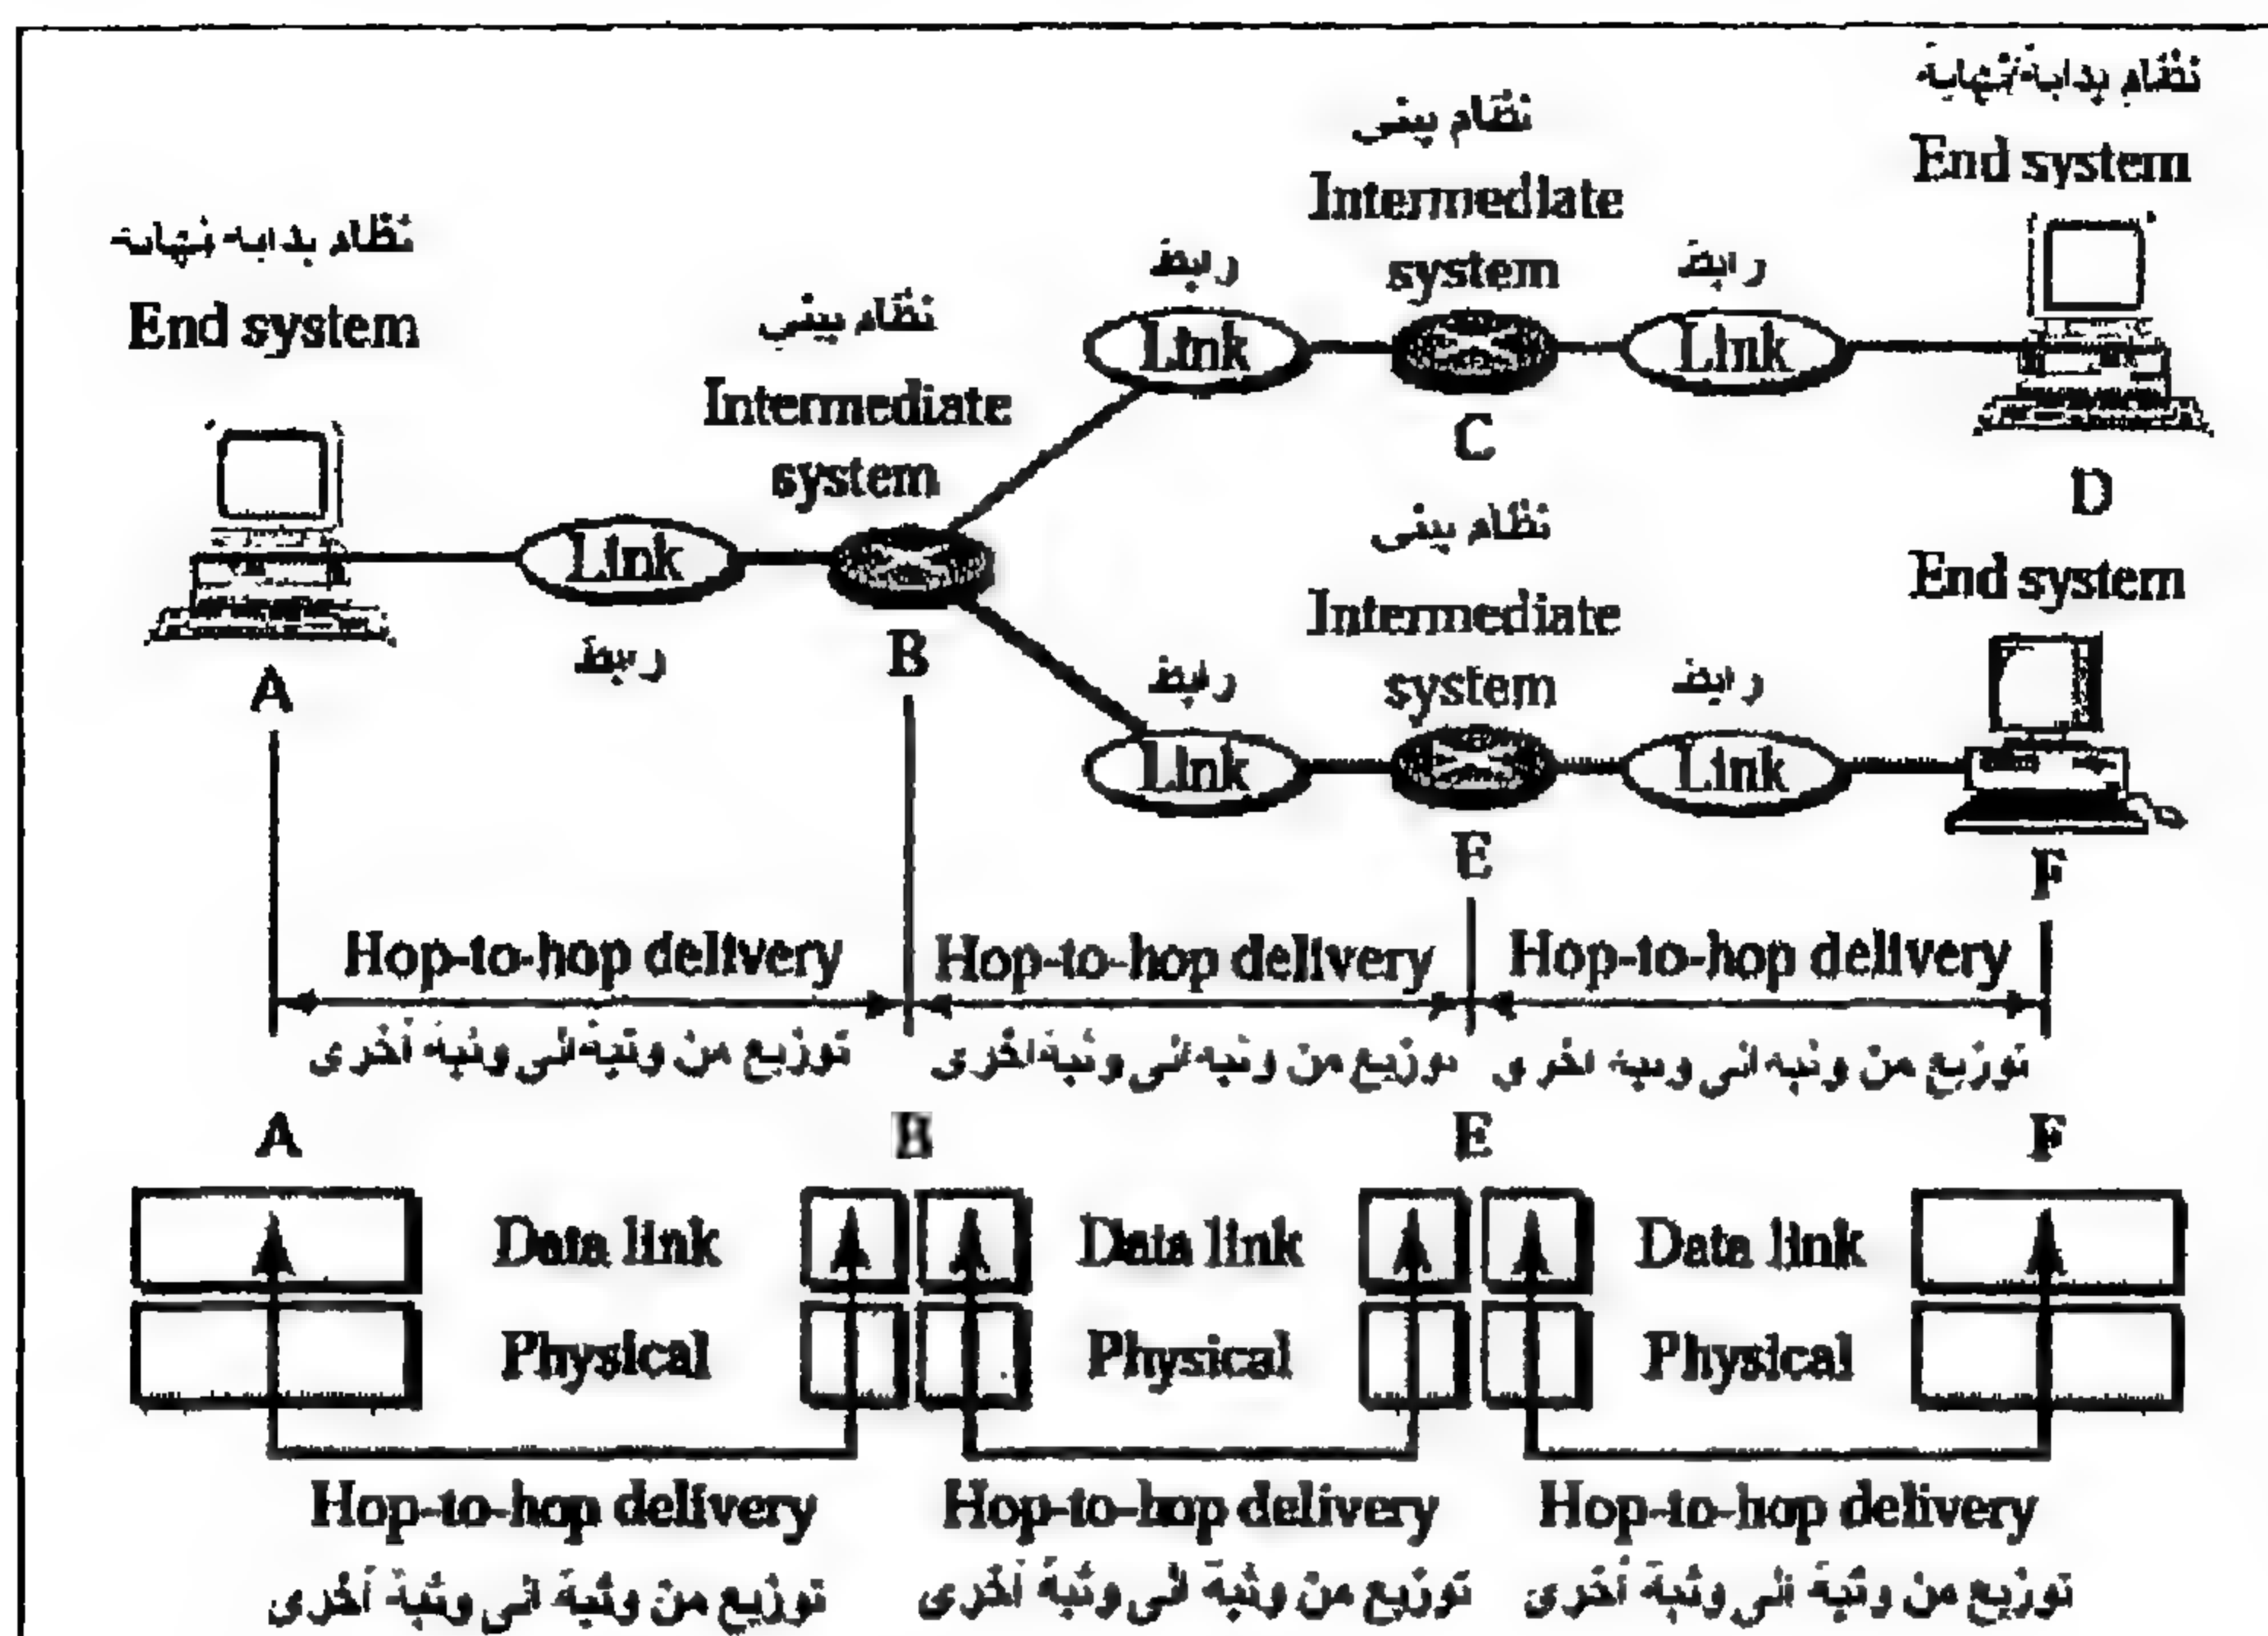 نظام بداية/نهاية
End system
نظام بيني
Intermediate
system
نظام بداية نهاية
End system
رابط
رابط
نظام بيني
Intermediate
system
Link
Link
C
D
نظام بيني
Intermediate
system
End system
Link
A
رابط
B
رابط
رابط
Link
Link
E
F
Hop-to-hop delivery
Hop-to-hop delivery
Hop-to-hop delivery
توزيع من وثبة الى وثبة أخرى
توزيع من وثبة الى وثبة اخرى
توزيع من وثبة الى وثبة اخرى
A
B
E
F
Data link
Data link
Data link
Physical
Physical
Physical
Hop-to-hop delivery
Hop-to-hop delivery
Hop-to-hop delivery
توزيع من وثبة الى وثبة أخرى
توزيع من وثبة الى وثبة أخرى
توزيع من وثبة الى وثبة أخرى